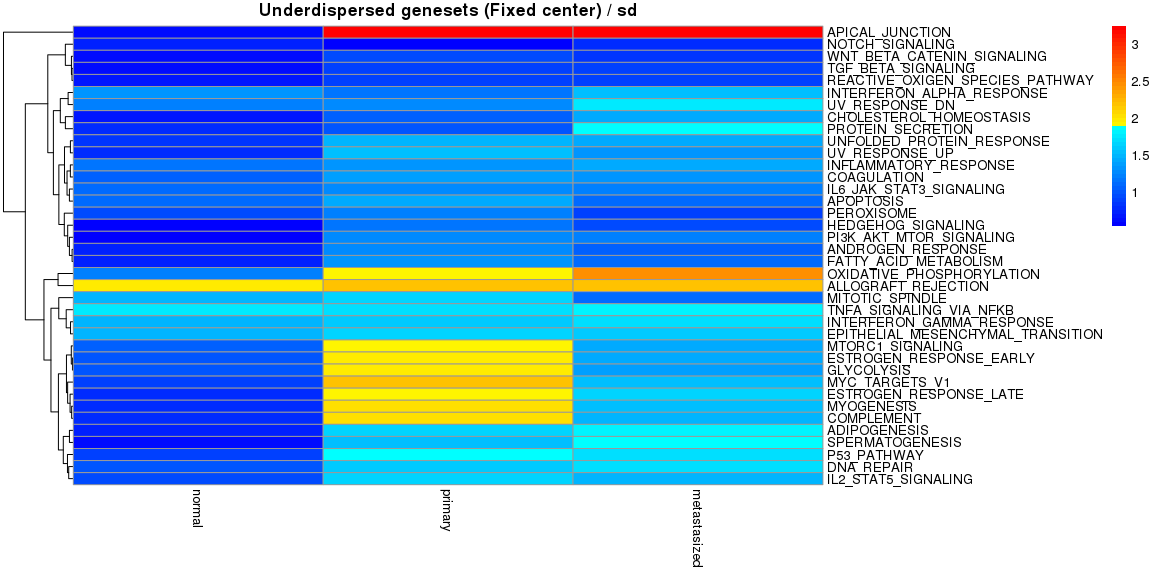 Underdispersed genesets (Fixed center) / sd
APICAL_JUNCTION
NOTCH_SIGNALING
WNT_BETA_CATENIN_SIGNALING
TGF_BETA_SIGNALING
REACTIVE_OXIGEN_SPECIES_PATHWAY
INTERFERON_ALPHA_RESPONSE
UV_RESPONSE_DN
CHOLESTEROL_HOMEOSTASIS
PROTEIN_SECRETION
UNFOLDED_PROTEIN_RESPONSE
UV_RESPONSE_UP
INFLAMMATORY_RESPONSE
COAGULATION
IL6_JAK_STAT3_SIGNALING
APOPTOSIS
PEROXISOME
HEDGEHOG_SIGNALING
PI3K_AKT_MTOR_SIGNALING
ANDROGEN_RESPONSE
FATTY_ACID_METABOLISM
OXIDATIVE_PHOSPHORYLATION
ALLOGRAFT_REJECTION
MITOTIC_SPINDLE
TNFA_SIGNALING_VIA_NFKB
INTERFERON_GAMMA_RESPONSE
EPITHELIAL_MESENCHYMAL_TRANSITION
MTORC1_SIGNALING
ESTROGEN_RESPONSE_EARLY
GLYCOLYSIS
MYC_TARGETS_V1
ESTROGEN_RESPONSE_LATE
MYOGENESIS
COMPLEMENT
ADIPOGENESIS
SPERMATOGENESIS
P53_PATHWAY
DNA_REPAIR
IL2_STAT5_SIGNALING
normal
primary
metastasized
3
2.5
2
1.5
1